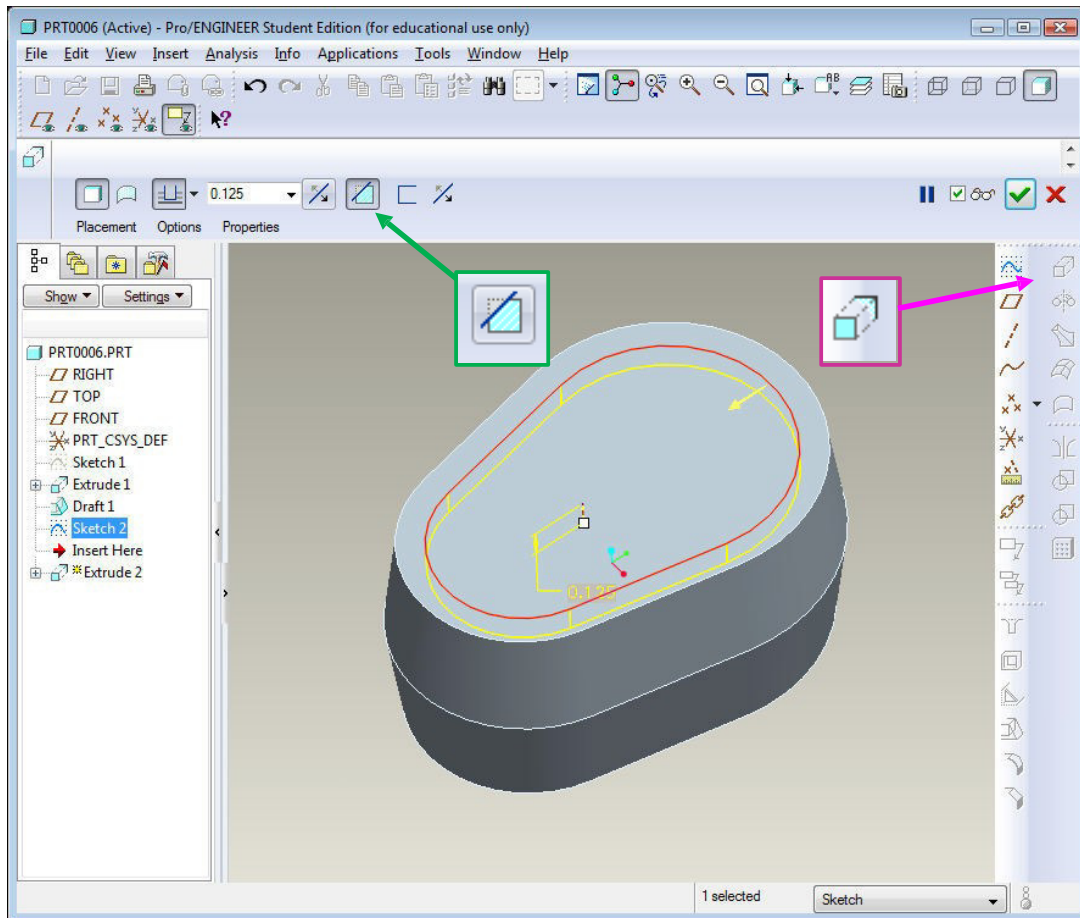 PRT0006 (Active) - Pro/ENGINEER Student Edition (for educational use only)
File Edit View Insert Analysis Info Applications Tools Window Help
0.125
Placement Options Properties
Show Settings
PRT0006.PRT
RIGHT
TOP
FRONT
PRT_CSYS_DEF
Sketch 1
Extrude 1
Draft 1
Sketch 2
Insert Here
Extrude 2
0.125
1 selected Sketch